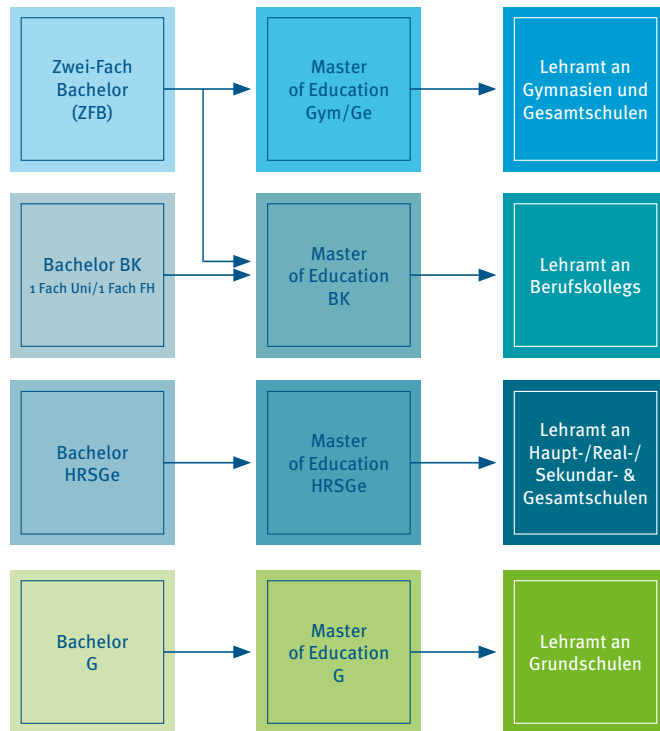 Zwei-Fach
Bachelor
(ZFB)
Master
of Education
Gym/Ge
Lehramt an
Gymnasien und
Gesamtschulen
Bachelor BK
1 Fach Uni/1 Fach FH
Master
of Education
BK
Lehramt an
Berufskollegs
Bachelor
HRSGe
Master
of Education
HRSGe
Lehramt an
Haupt-/Real-/
Sekundar- &
Gesamtschulen
Bachelor
G
Master
of Education
G
Lehramt an
Grundschulen